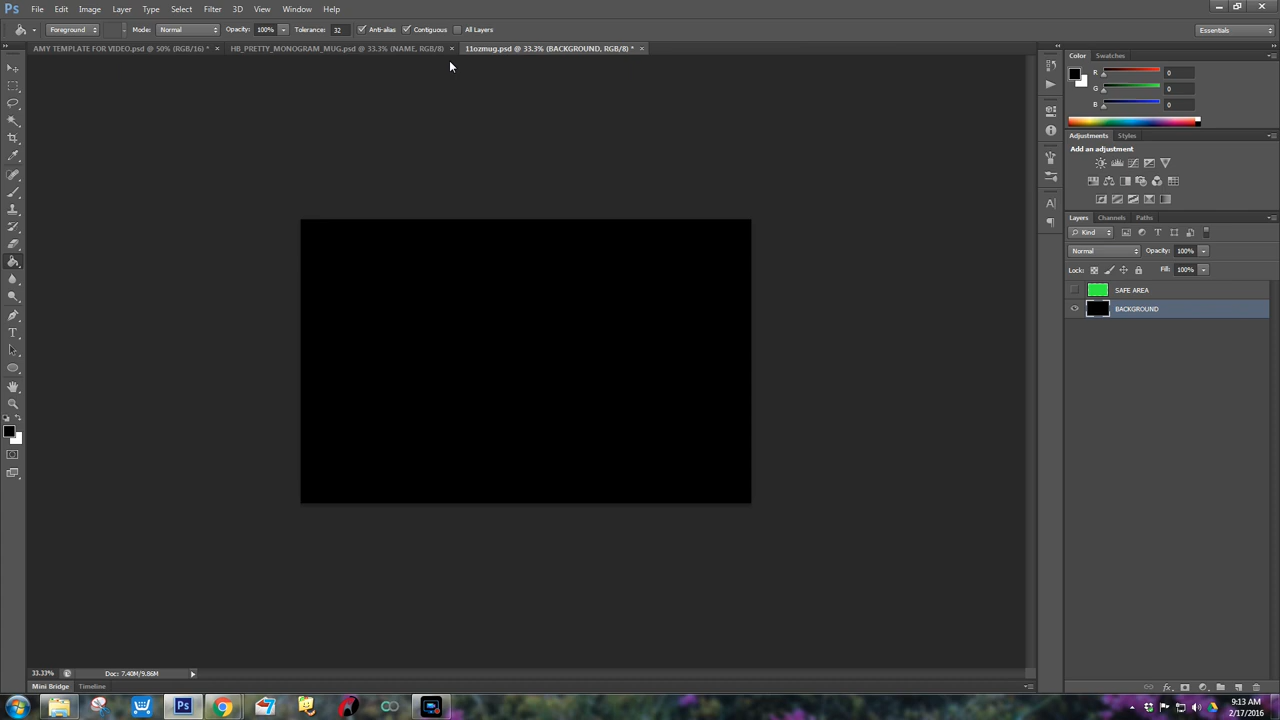 Ps File Edit Image Layer Type Select Filter 3D View Window Help
Foreground Mode: Normal Opacity: 100% Tolerance: 32 Anti-alias Contiguous All Layers Essentials
AMY TEMPLATE FOR VIDEO.psd @ 50% (RGB/16) * × HB_PRETTY_MONOGRAM_MUG.psd @ 33.3% (NAME, RGB/8) × 11ozmug.psd @ 33.3% (BACKGROUND, RGB/8) * ×
Color Swatches
R 0
G 0
B 0
Adjustments Styles
Add an adjustment
Layers Channels Paths
Kind
Normal Opacity: 100%
Lock: Fill: 100%
SAFE AREA
BACKGROUND
33.33% Doc: 7.40M/9.86M
Mini Bridge Timeline
Ps
9:13 AM
2/17/2016